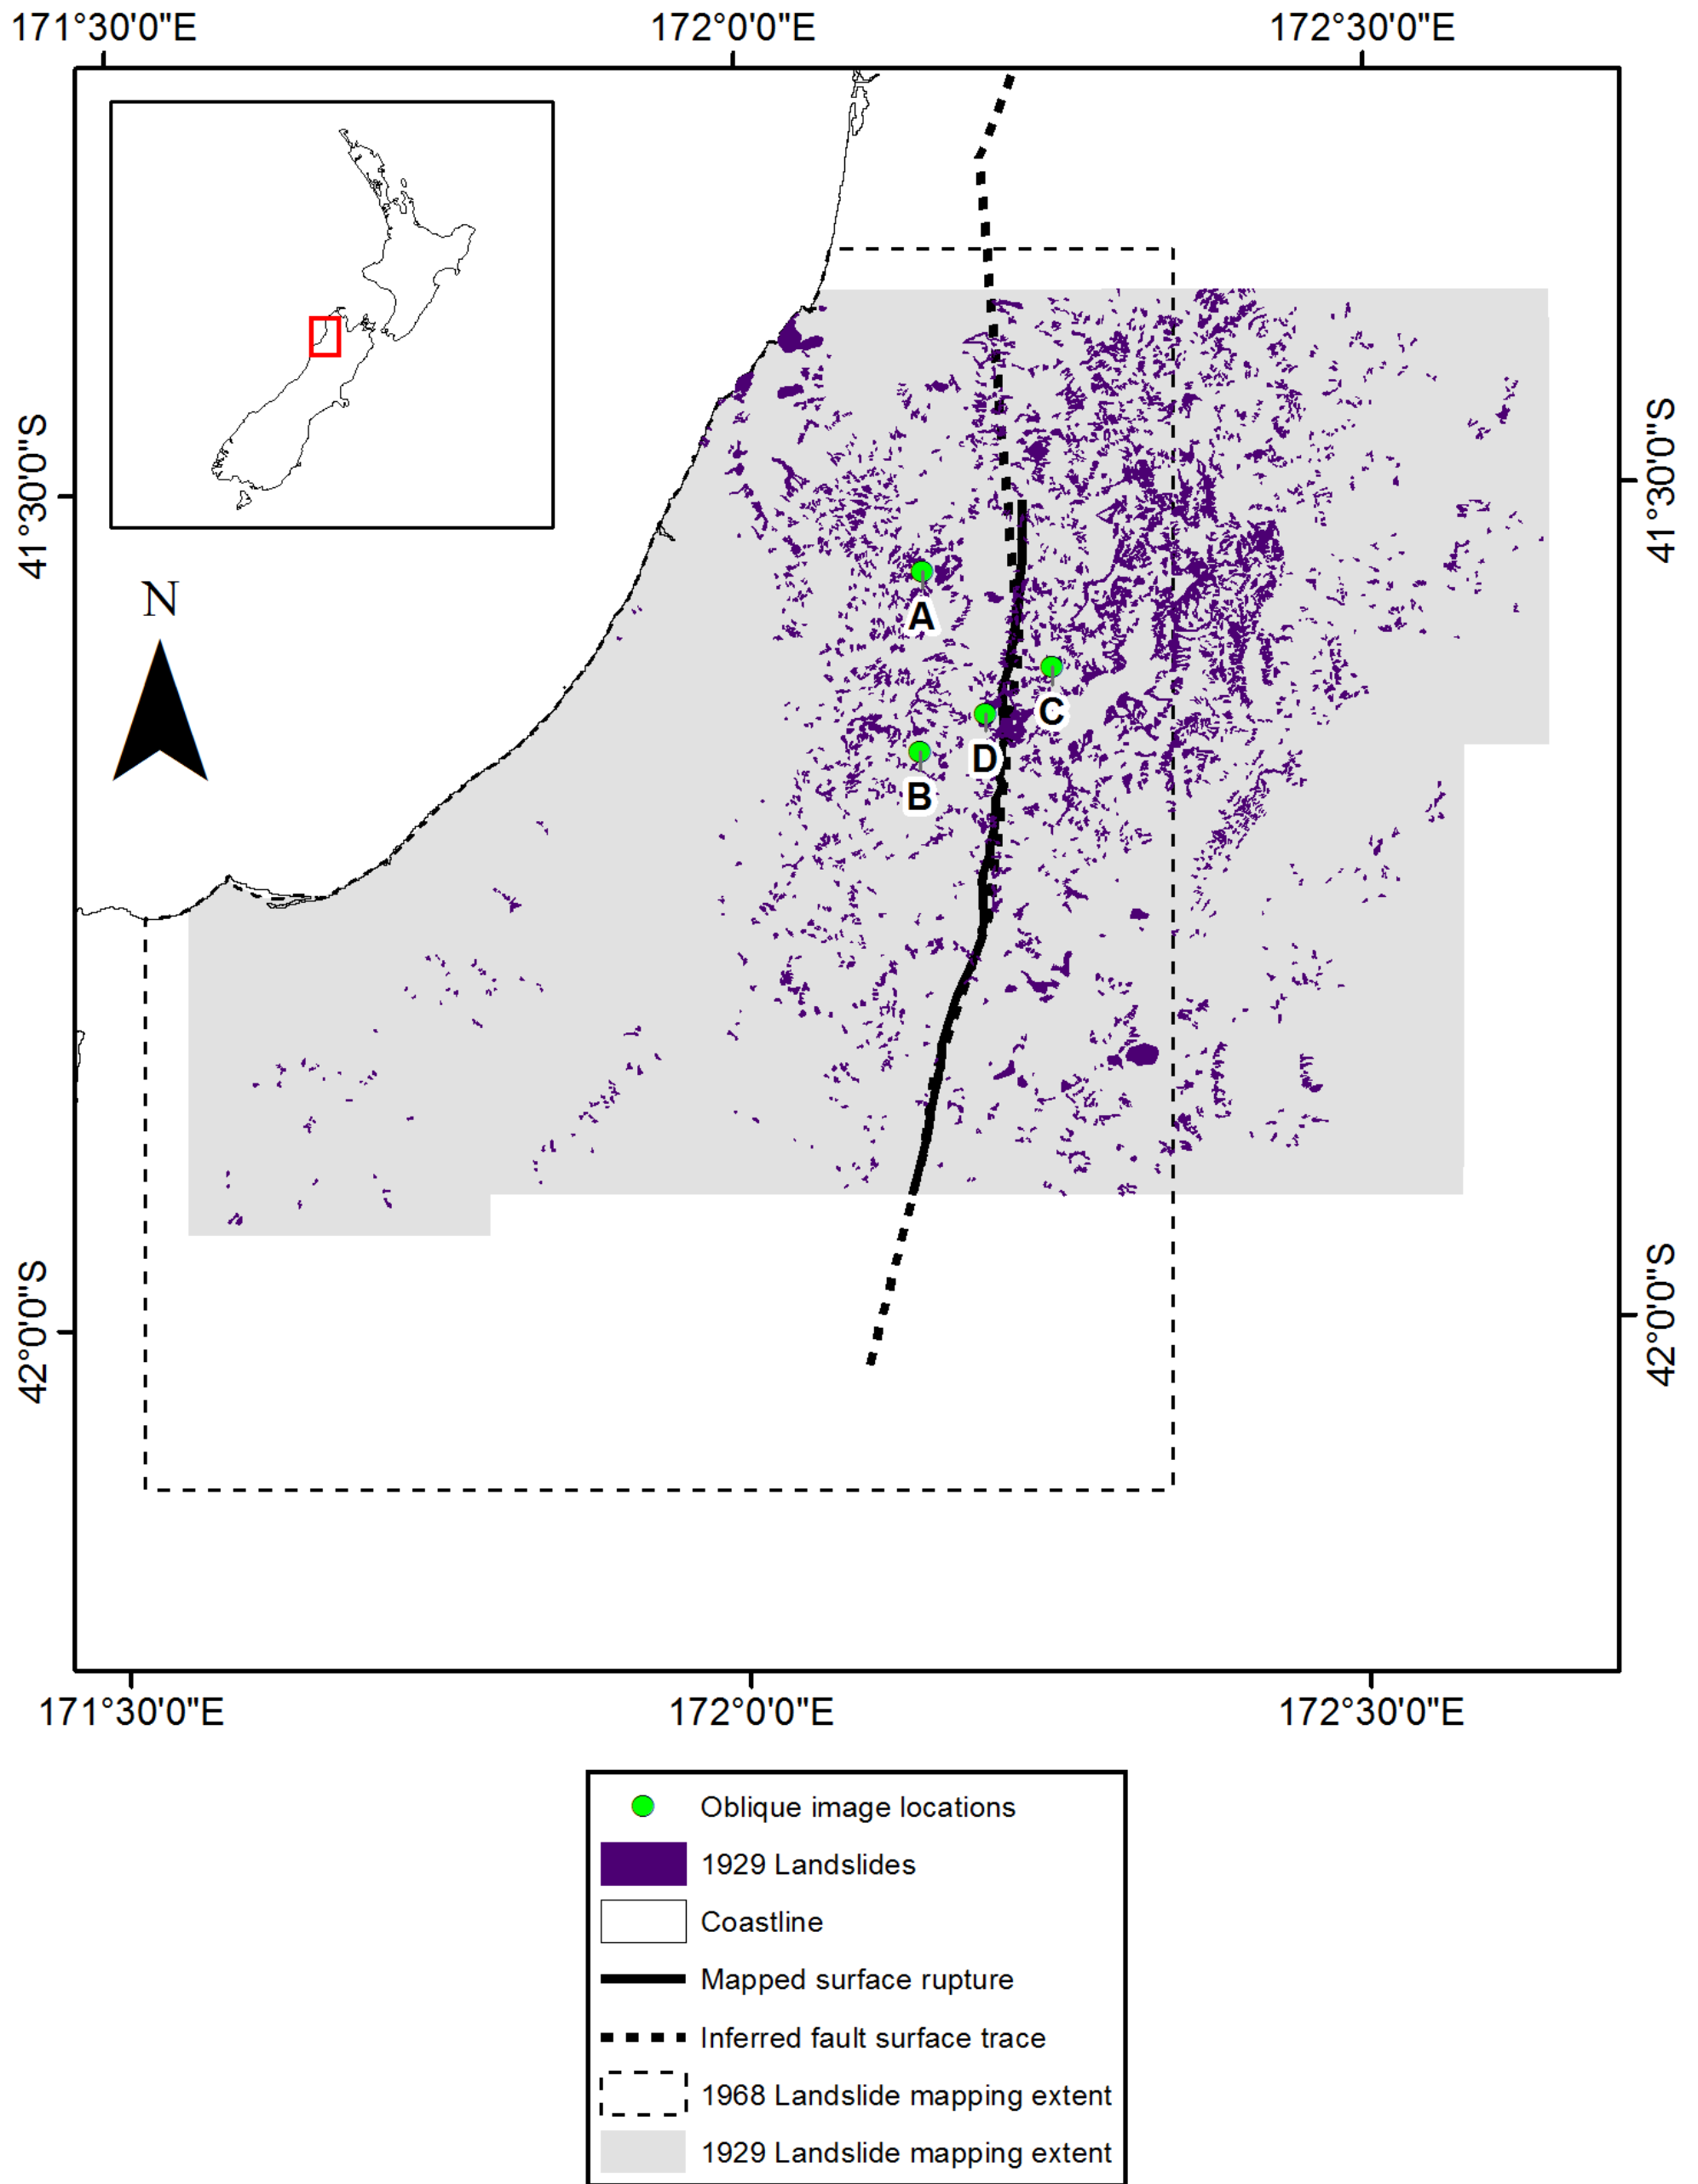 171°30'0"E 172°0'0"E 172°30'0"E
41°30'0"S
41°30'0"S
N
A
C
D
B
42°0'0"S
42°0'0"S
171°30'0"E 172°0'0"E 172°30'0"E
Oblique image locations
1929 Landslides
Coastline
Mapped surface rupture
Inferred fault surface trace
1968 Landslide mapping extent
1929 Landslide mapping extent